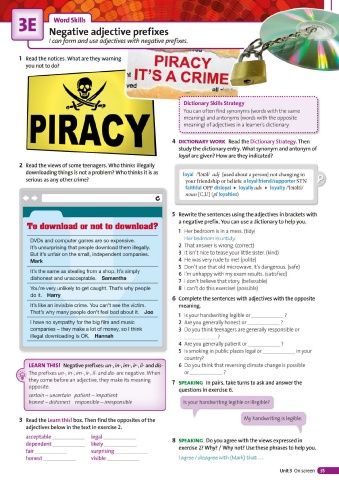 3E
Word Skills
Negative adjective prefixes
I can form and use adjectives with negative prefixes.
1 Read the notices. What are they warning
you not to do?
PIRACY
IT'S A CRIME
PIRACY
2 Read the views of some teenagers. Who thinks illegally
downloading things is not a problem? Who thinks it is as
serious as any other crime?
To download or not to download?
DVDs and computer games are so expensive.
It's unsurprising that people download them illegally.
But it's unfair on the small, independent companies.
Mark
It's the same as stealing from a shop. It's simply
dishonest and unacceptable. Samantha
You're very unlikely to get caught. That's why people
do it. Harry
It's like an invisible crime. You can't see the victim.
That's why many people don't feel bad about it. Joe
I have no sympathy for the big film and music
companies – they make a lot of money, so I think
illegal downloading is OK. Hannah
LEARN THIS! Negative prefixes: un-, in-, im-, ir-, il- and dis-
The prefixes un-, in-, im-, ir-, il- and dis- are negative. When
they come before an adjective, they make its meaning
opposite.
certain – uncertain patient – impatient
honest – dishonest responsible – irresponsible
3 Read the Learn this! box. Then find the opposites of the
adjectives below in the text in exercise 2.
acceptable legal
dependent likely
fair surprising
honest visible
Dictionary Skills Strategy
You can often find synonyms (words with the same
meaning) and antonyms (words with the opposite
meaning) of adjectives in a learner's dictionary.
4 DICTIONARY WORK Read the Dictionary Strategy. Then
study the dictionary entry. What synonym and antonym of
loyal are given? How are they indicated?
loyal /ˈlɔɪəl/ adj (used about a person) not changing in
your friendship or beliefs: a loyal friend/supporter SYN
faithful OPP disloyal ▸ loyally adv ▸ loyalty /ˈlɔɪəlti/
noun [C,U] (pl loyalties)
5 Rewrite the sentences using the adjectives in brackets with
a negative prefix. You can use a dictionary to help you.
1 Her bedroom is in a mess. (tidy)
Her bedroom is untidy.
2 That answer is wrong. (correct)
3 It isn't nice to tease your little sister. (kind)
4 He was very rude to me! (polite)
5 Don't use that old microwave. It's dangerous. (safe)
6 I'm unhappy with my exam results. (satisfied)
7 I don't believe that story. (believable)
8 I can't do this exercise! (possible)
6 Complete the sentences with adjectives with the opposite
meaning.
1 Is your handwriting legible or ?
2 Are you generally honest or ?
3 Do you think teenagers are generally responsible or
?
4 Are you generally patient or ?
5 Is smoking in public places legal or in your
country?
6 Do you think that reversing climate change is possible
or ?
7 SPEAKING In pairs, take turns to ask and answer the
questions in exercise 6.
Is your handwriting legible or illegible?
My handwriting is legible.
8 SPEAKING Do you agree with the views expressed in
exercise 2? Why? / Why not? Use these phrases to help you.
I agree / disagree with (Mark) that …
Unit 3 On screen 35